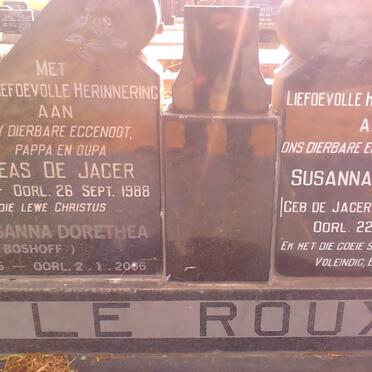 MET
LIEFDEVOLLE HERINNERING
AAN
DIERBARE EGGENOOT,
PAPPA EN OUPA
EAS DE JAGER
- OORL. 26 SEPT. 1988
DIE LEWE CHRISTUS
SANNA DORETHEA
BOSHOFF)
- OORL. 2.1.2006
LIEFDEVOLLE H
A
ONS DIERBARE E
SUSANNA
(GEB DE JAGER
OORL. 22
EK HET DIE GOEIE S
VOLEINDIG,
LE ROUX